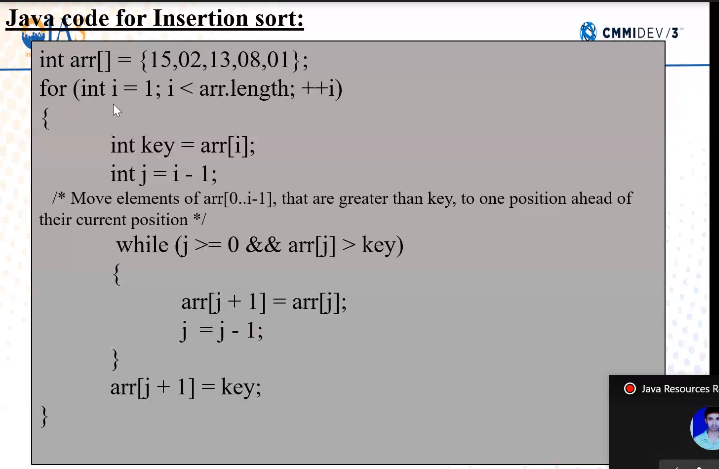 Java code for Insertion sort:
CMMIDEV/3℠
int arr[] = {15,02,13,08,01};
for (int i = 1; i < arr.length; ++i)
{
int key = arr[i];
int j = i - 1;
/* Move elements of arr[0..i-1], that are greater than key, to one position ahead of
their current position */
while (j >= 0 && arr[j] > key)
{
arr[j + 1] = arr[j];
j = j - 1;
}
arr[j + 1] = key;
}
Java Resources R